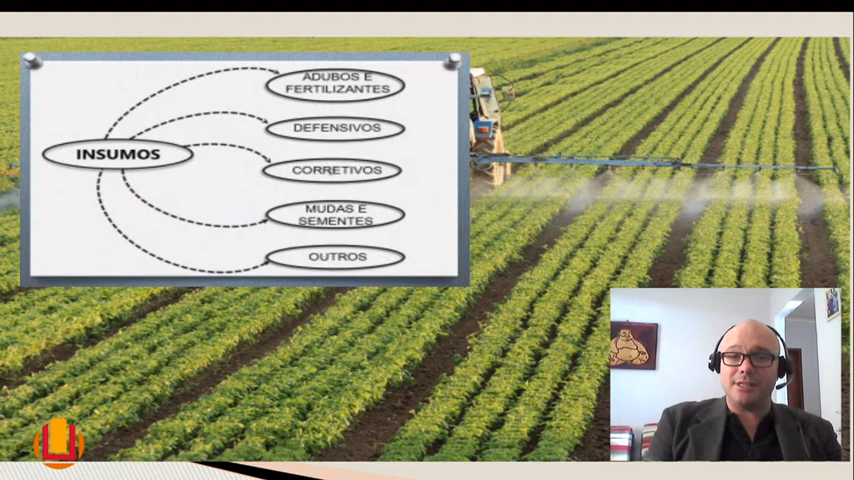 INSUMOS
ADUBOS E
FERTILIZANTES
DEFENSIVOS
CORRETIVOS
MUDAS E
SEMENTES
OUTROS